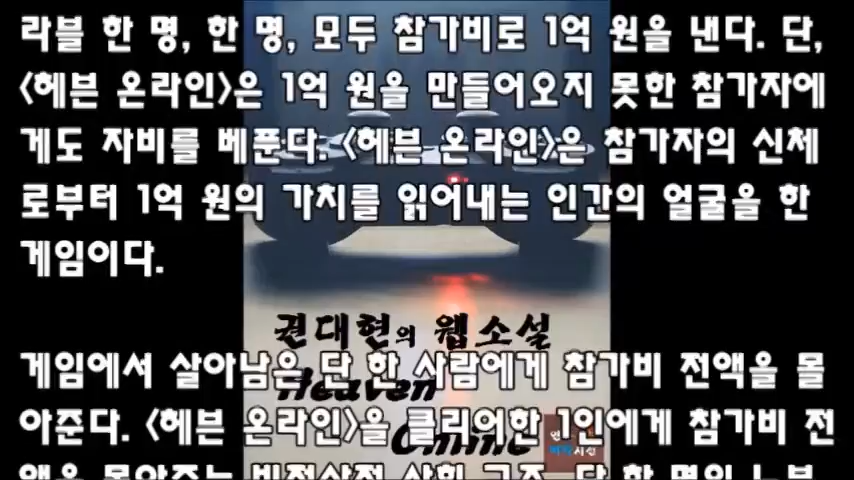 라블 한 명, 한 명, 모두 참가비로 1억 원을 낸다. 단,
<헤븐 온라인>은 1억 원을 만들어오지 못한 참가자에
게도 자비를 베푼다. <헤븐 온라인>은 참가자의 신체
로부터 1억 원의 가치를 읽어내는 인간의 얼굴을 한
게임이다.
권대현의 웹소설
게임에서 살아남은 단 한 사람에게 참가비 전액을 몰
Heaven
아준다. <헤븐 온라인>을 클리어한 1인에게 참가비 전
Online